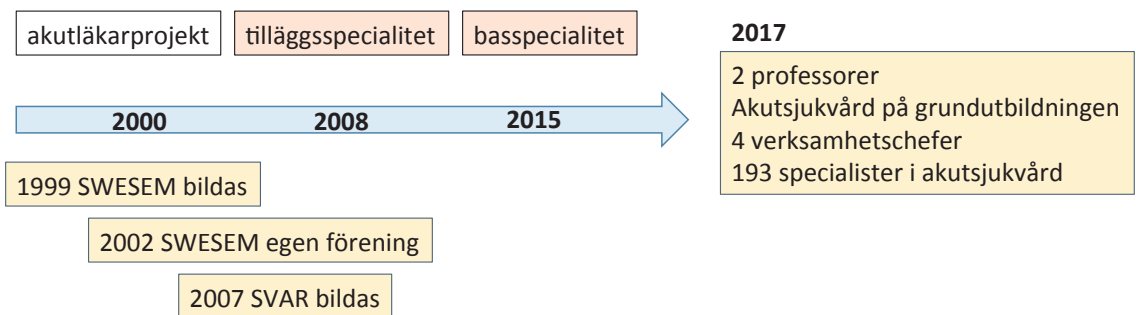 akutläkarprojekt
tilläggsspecialitet
basspecialitet
2000
2008
2015
1999 SWESEM bildas
2002 SWESEM egen förening
2007 SVAR bildas
2017
2 professorer
Akutsjukvård på grundutbildningen
4 verksamhetschefer
193 specialister i akutsjukvård